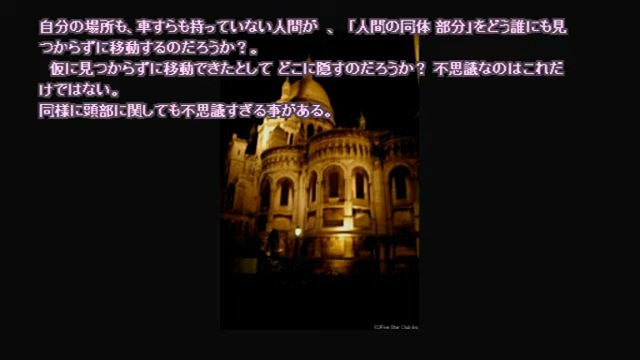 自分の場所も、車すらも持っていない人間が 、「人間の同体 部分」をどう誰にも見
つからずに移動するのだろうか？。
仮に見つからずに移動できたとして どこに隠すのだろうか？ 不思議なのはこれだ
けではない。
同様に頭部に関しても不思議すぎる事がある。
(C)Five Star Club Inc